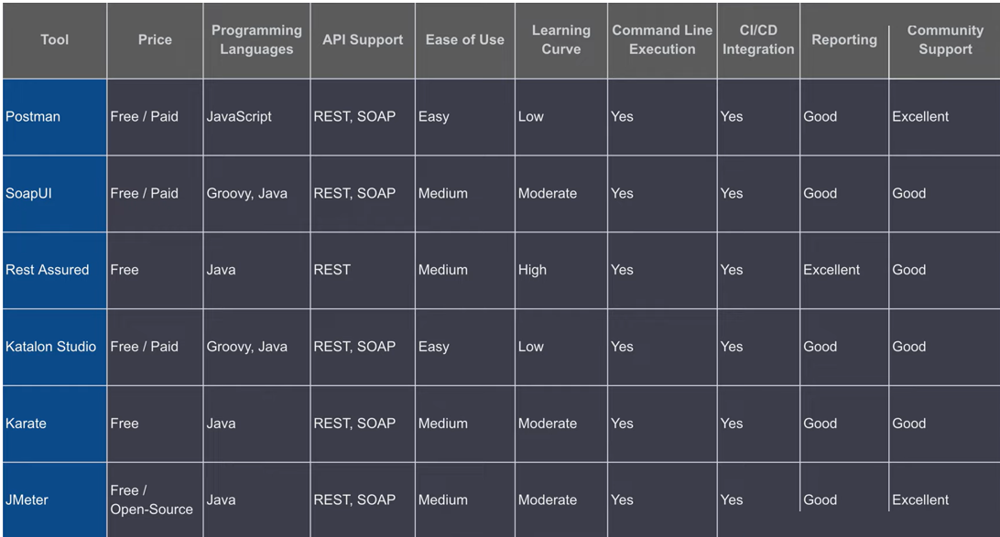 Tool Price Programming Languages API Support Ease of Use Learning Curve Command Line Execution CI/CD Integration Reporting Community Support
Postman Free / Paid JavaScript REST, SOAP Easy Low Yes Yes Good Excellent
SoapUI Free / Paid Groovy, Java REST, SOAP Medium Moderate Yes Yes Good Good
Rest Assured Free Java REST Medium High Yes Yes Excellent Good
Katalon Studio Free / Paid Groovy, Java REST, SOAP Easy Low Yes Yes Good Good
Karate Free Java REST, SOAP Medium Moderate Yes Yes Good Good
JMeter Free / Open-Source Java REST, SOAP Medium Moderate Yes Yes Good Excellent